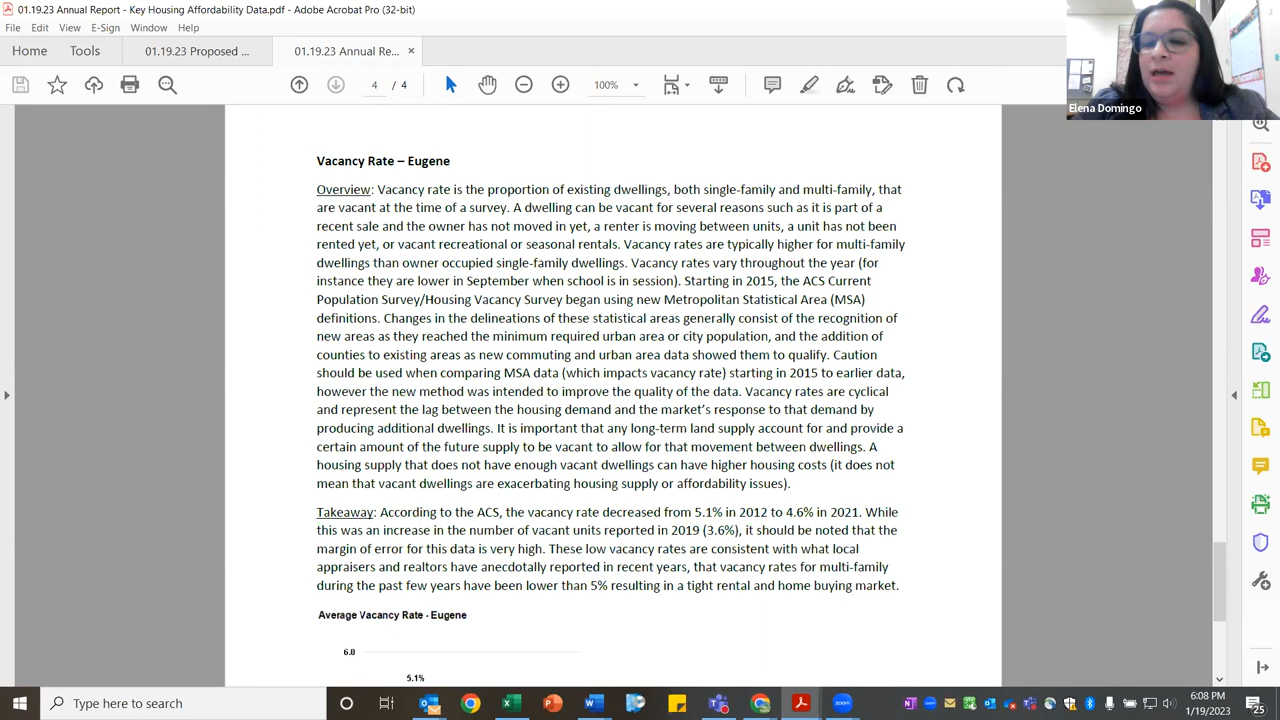 01.19.23 Annual Report - Key Housing Affordability Data.pdf - Adobe Acrobat Pro (32-bit)
File Edit View E-Sign Window Help
Home Tools 01.19.23 Proposed ... 01.19.23 Annual Re... ×
4 / 4 100%
Elena Domingo
Vacancy Rate – Eugene
Overview: Vacancy rate is the proportion of existing dwellings, both single-family and multi-family, that
are vacant at the time of a survey. A dwelling can be vacant for several reasons such as it is part of a
recent sale and the owner has not moved in yet, a renter is moving between units, a unit has not been
rented yet, or vacant recreational or seasonal rentals. Vacancy rates are typically higher for multi-family
dwellings than owner occupied single-family dwellings. Vacancy rates vary throughout the year (for
instance they are lower in September when school is in session). Starting in 2015, the ACS Current
Population Survey/Housing Vacancy Survey began using new Metropolitan Statistical Area (MSA)
definitions. Changes in the delineations of these statistical areas generally consist of the recognition of
new areas as they reached the minimum required urban area or city population, and the addition of
counties to existing areas as new commuting and urban area data showed them to qualify. Caution
should be used when comparing MSA data (which impacts vacancy rate) starting in 2015 to earlier data,
however the new method was intended to improve the quality of the data. Vacancy rates are cyclical
and represent the lag between the housing demand and the market's response to that demand by
producing additional dwellings. It is important that any long-term land supply account for and provide a
certain amount of the future supply to be vacant to allow for that movement between dwellings. A
housing supply that does not have enough vacant dwellings can have higher housing costs (it does not
mean that vacant dwellings are exacerbating housing supply or affordability issues).
Takeaway: According to the ACS, the vacancy rate decreased from 5.1% in 2012 to 4.6% in 2021. While
this was an increase in the number of vacant units reported in 2019 (3.6%), it should be noted that the
margin of error for this data is very high. These low vacancy rates are consistent with what local
appraisers and realtors have anecdotally reported in recent years, that vacancy rates for multi-family
during the past few years have been lower than 5% resulting in a tight rental and home buying market.
Average Vacancy Rate - Eugene
6.0
5.1%
Type here to search
6:08 PM
1/19/2023
25